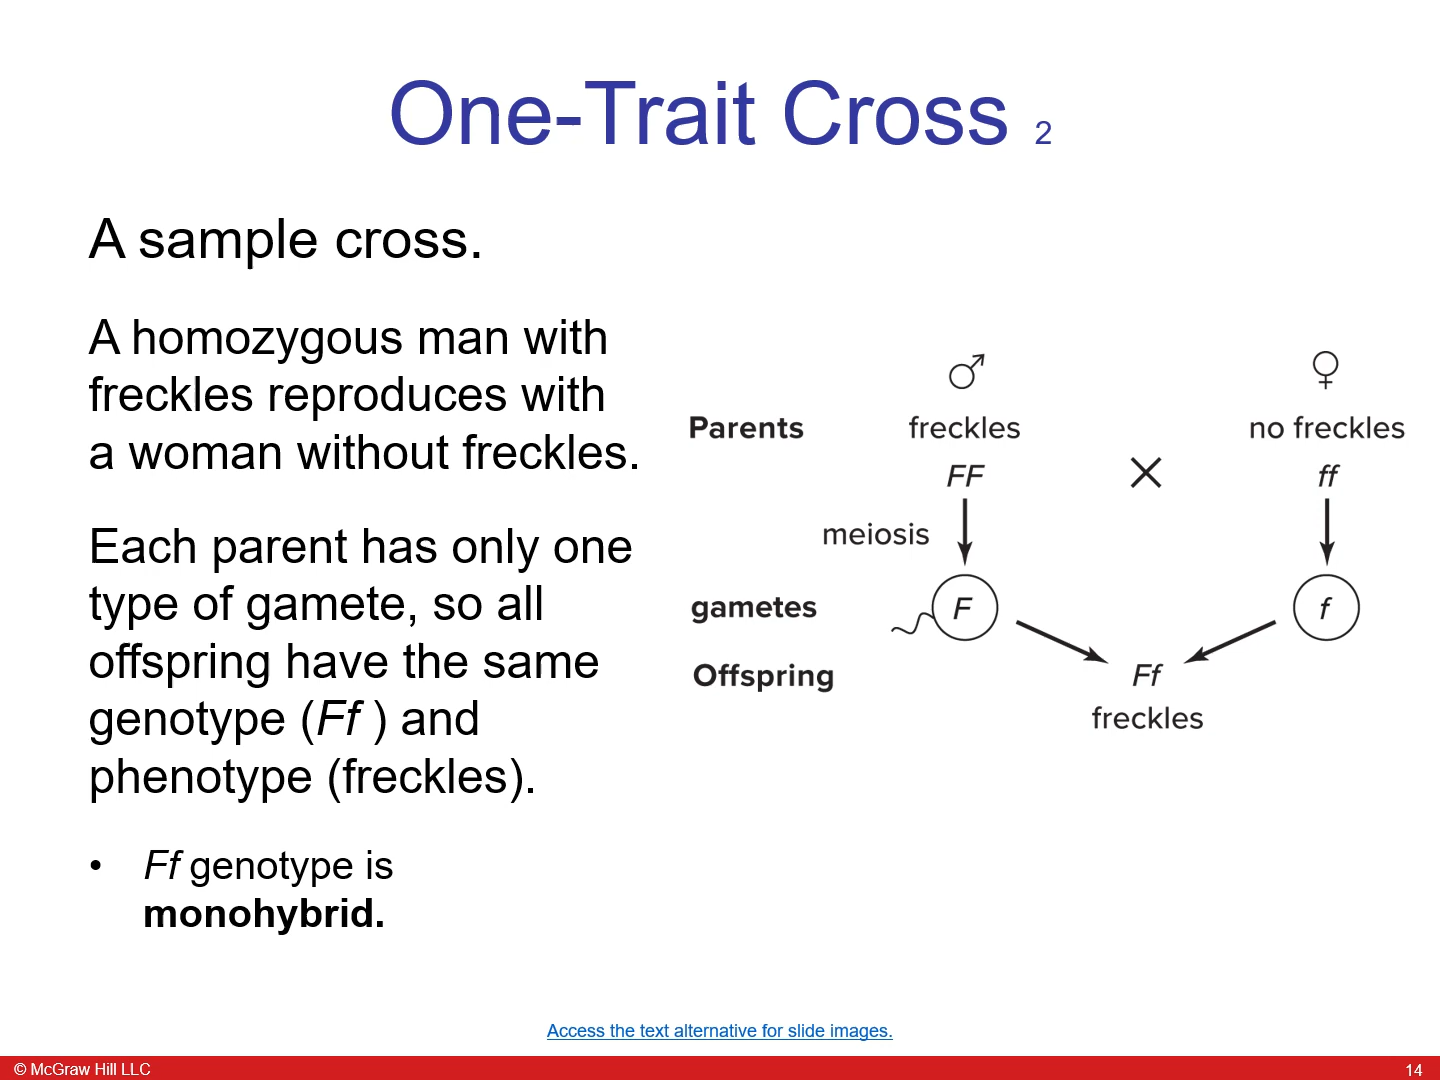 One-Trait Cross 2
A sample cross.
A homozygous man with
freckles reproduces with
a woman without freckles.
Each parent has only one
type of gamete, so all
offspring have the same
genotype (Ff ) and
phenotype (freckles).
• Ff genotype is
monohybrid.
♂ ♀
Parents freckles no freckles
FF × ff
meiosis
gametes F f
Offspring Ff
freckles
Access the text alternative for slide images.
© McGraw Hill LLC 14